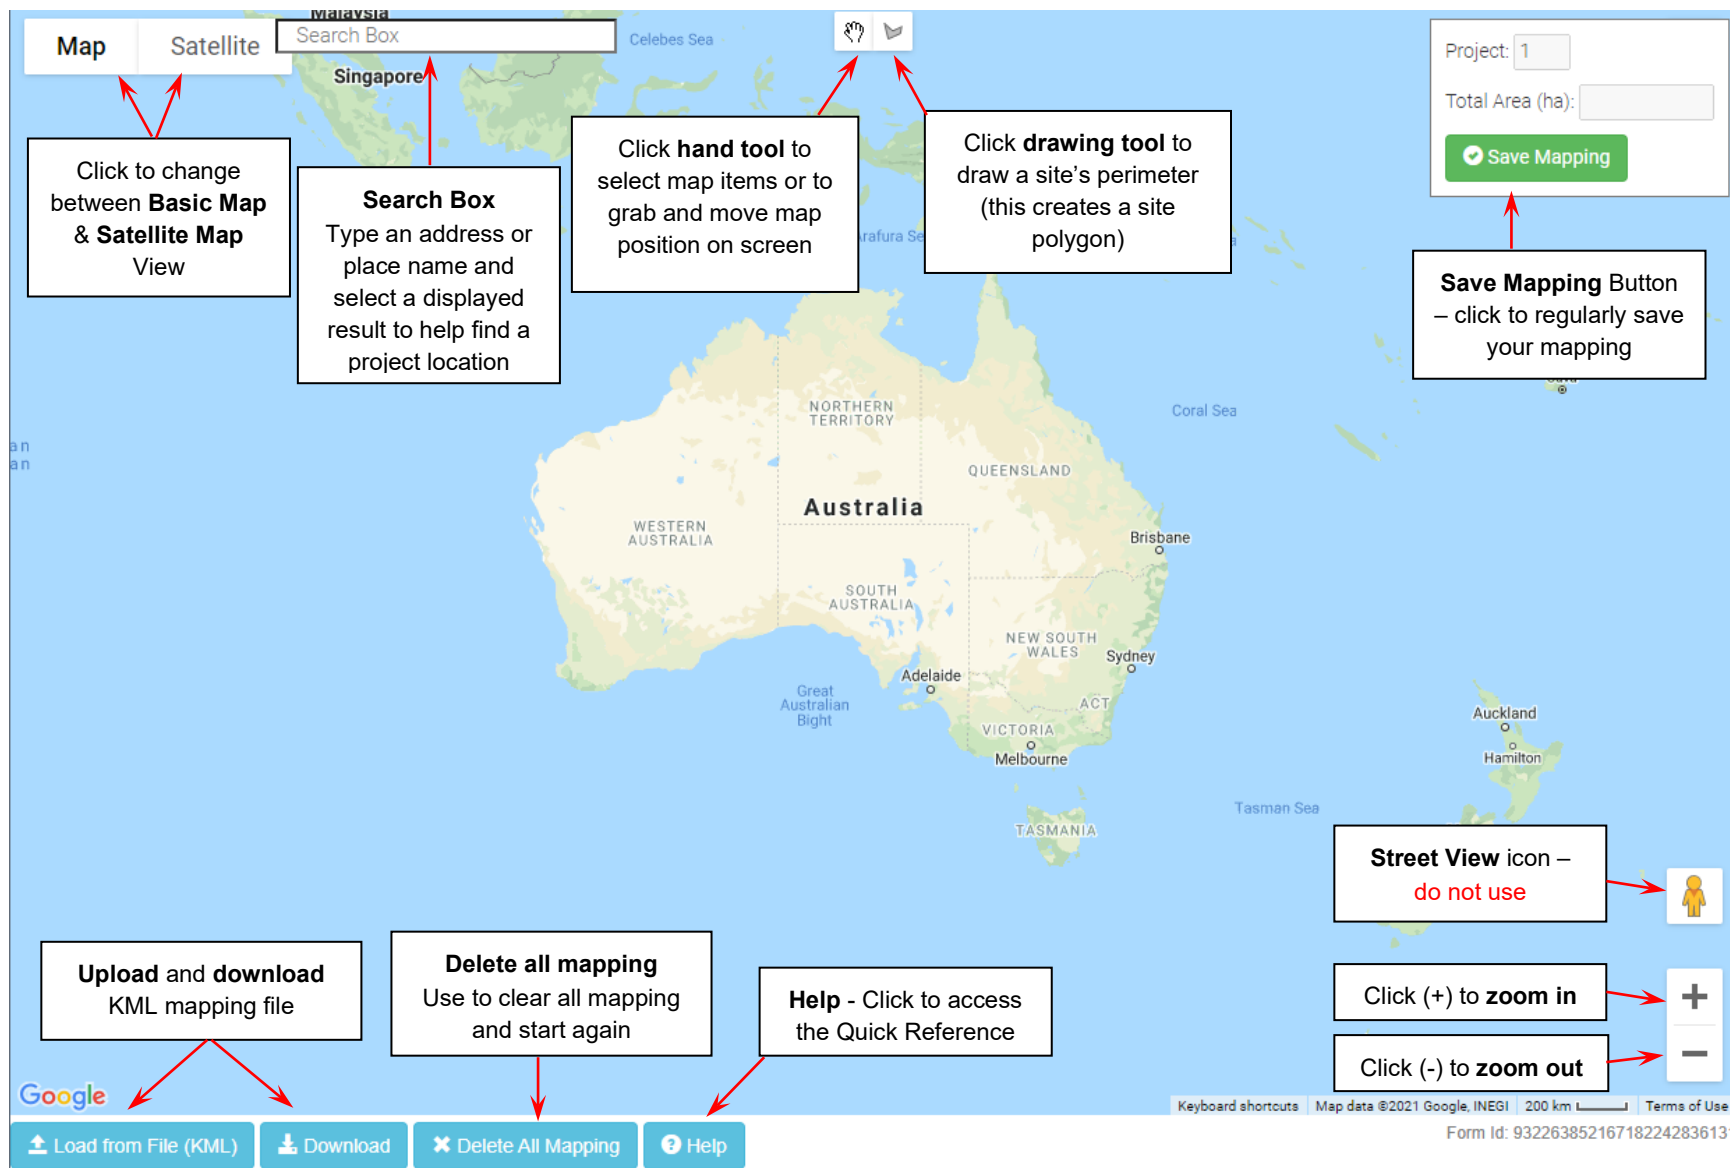 Malaysia
Map
Satellite
Search Box
Celebes Sea
Singapore
Project: 1
Total Area (ha):
Save Mapping
Click to change
between Basic Map
& Satellite Map
View
Search Box
Type an address or
place name and
select a displayed
result to help find a
project location
Click hand tool to
select map items or to
grab and move map
position on screen
Click drawing tool to
draw a site's perimeter
(this creates a site
polygon)
Save Mapping Button
– click to regularly save
your mapping
Coral Sea
NORTHERN
TERRITORY
QUEENSLAND
Australia
WESTERN
AUSTRALIA
Brisbane
SOUTH
AUSTRALIA
NEW SOUTH
WALES
Sydney
Adelaide
Great
Australian
Bight
ACT
VICTORIA
Melbourne
Auckland
Hamilton
Tasman Sea
TASMANIA
Street View icon –
do not use
Upload and download
KML mapping file
Delete all mapping
Use to clear all mapping
and start again
Help - Click to access
the Quick Reference
Click (+) to zoom in
Click (-) to zoom out
Google
Keyboard shortcuts
Map data ©2021 Google, INEGI
200 km
Terms of Use
Load from File (KML)
Download
Delete All Mapping
Help
Form Id: 93226385216718224283613